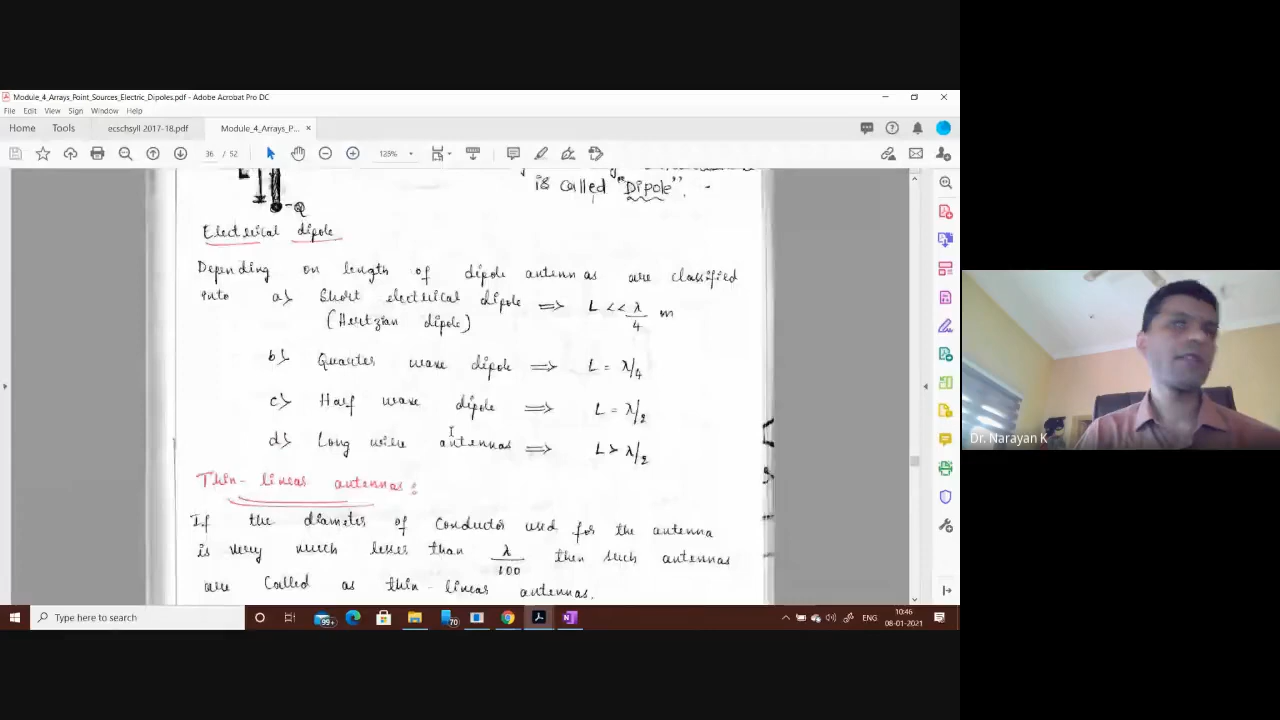 Module_4_Arrays_Point_Sources_Electric_Dipoles.pdf - Adobe Acrobat Pro DC
File Edit View Sign Window Help
Home Tools ecschsyll 2017-18.pdf Module_4_Arrays_P... ×
36 / 52 125%
is called "Dipole".
-Q
Electrical dipole
Depending on length of dipole antennas are classified
into a) Short electrical dipole ⟹ L << λ/4 m
(Hertzian dipole)
b) Quarter wave dipole ⟹ L = λ/4
c) Half wave dipole ⟹ L = λ/2
d) Long wire antennas ⟹ L > λ/2
Thin-linear antennas:
If the diameter of conductor used for the antenna
is very much lesser than λ/100 then such antennas
are called as thin-linear antennas.
Dr. Narayan K
Type here to search
99+ 70 ENG 10:46
08-01-2021